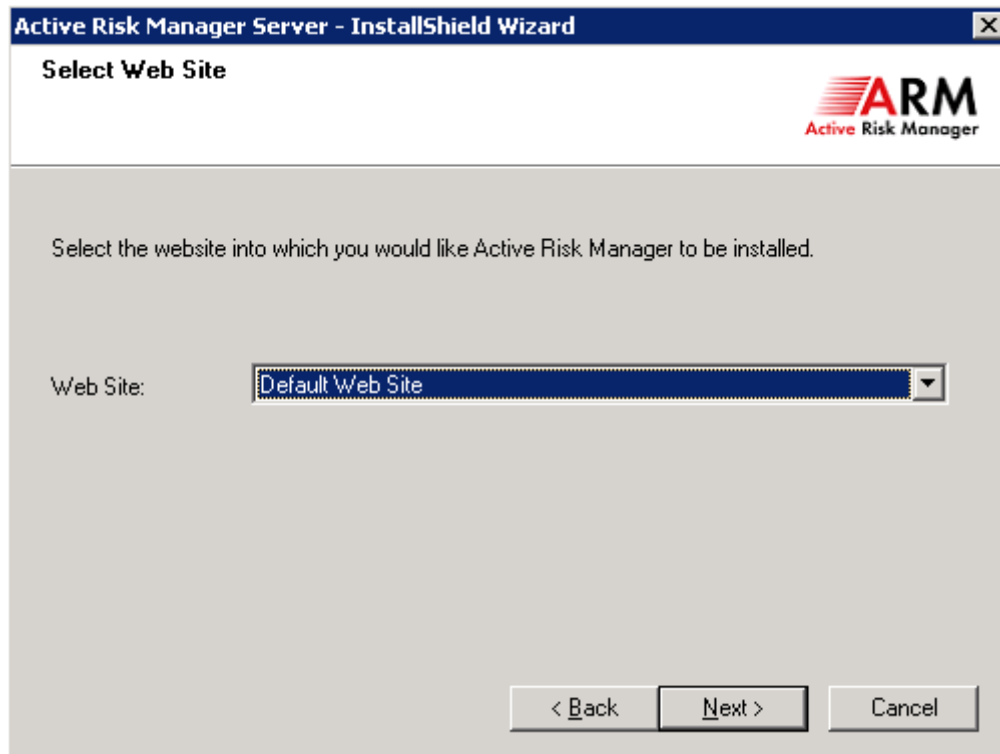 Active Risk Manager Server - InstallShield Wizard
Select Web Site
ARM
Active Risk Manager
Select the website into which you would like Active Risk Manager to be installed.
Web Site:
Default Web Site
< Back
Next >
Cancel